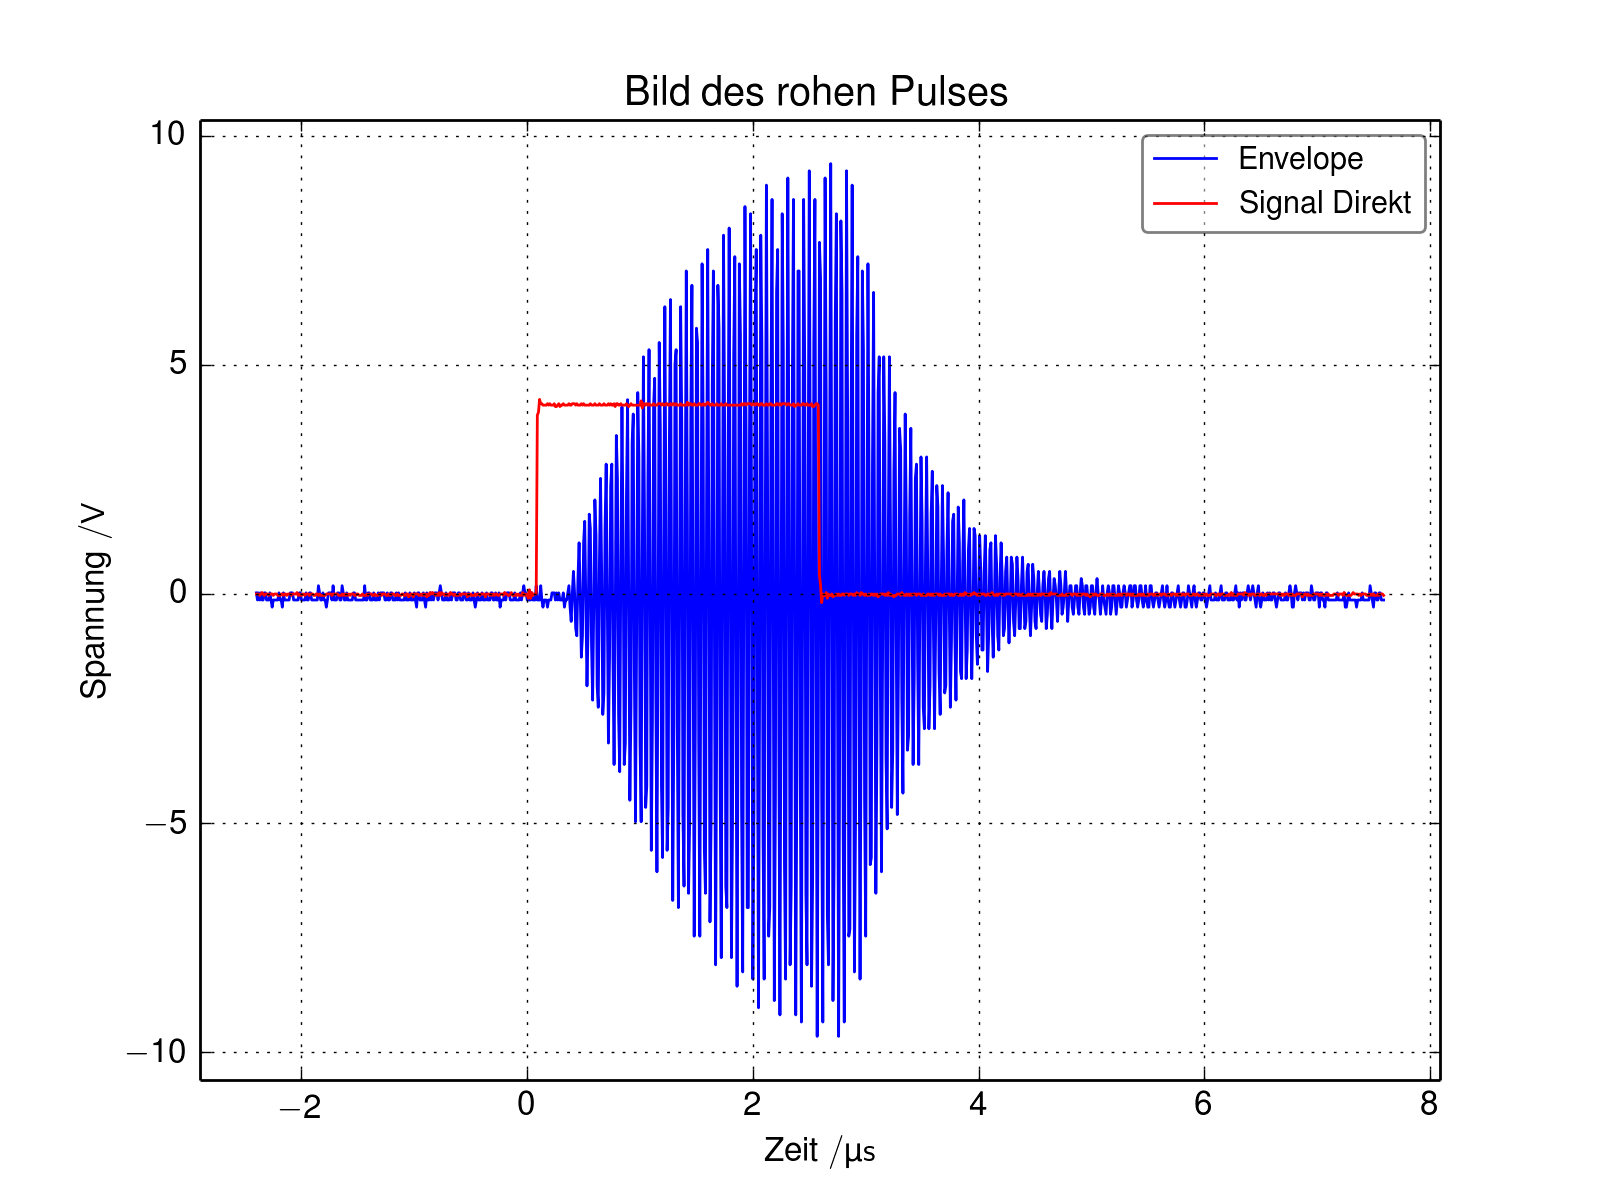 Bild des rohen Pulses
Envelope
Signal Direkt
10
5
0
−5
−10
Spannung /V
−2 0 2 4 6 8
Zeit /µs